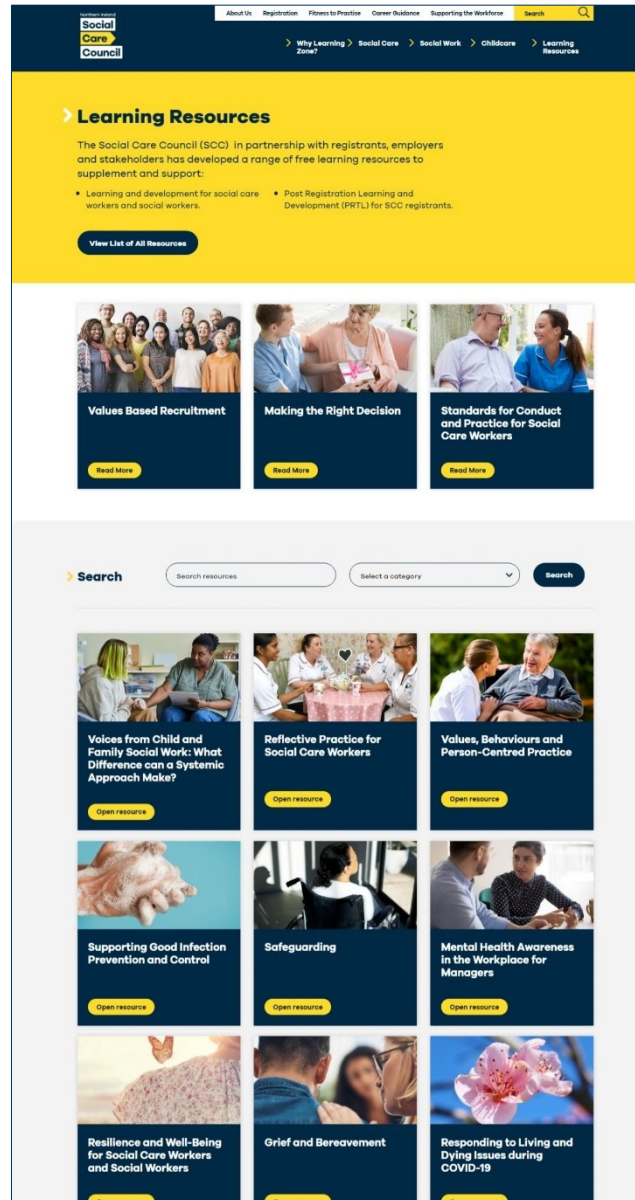 Northern Ireland
Social
Care
Council
About Us Registration Fitness to Practise Career Guidance Supporting the Workforce Search
Why Learning Zone?
Social Care
Social Work
Childcare
Learning Resources
Learning Resources
The Social Care Council (SCC) in partnership with registrants, employers
and stakeholders has developed a range of free learning resources to
supplement and support:
• Learning and development for social care
workers and social workers.
• Post Registration Learning and
Development (PRTL) for SCC registrants.
View List of All Resources
Values Based Recruitment
Read More
Making the Right Decision
Read More
Standards for Conduct
and Practice for Social
Care Workers
Read More
Search
Search resources
Select a category
Search
Voices from Child and
Family Social Work: What
Difference can a Systemic
Approach Make?
Open resource
Reflective Practice for
Social Care Workers
Open resource
Values, Behaviours and
Person-Centred Practice
Open resource
Supporting Good Infection
Prevention and Control
Open resource
Safeguarding
Open resource
Mental Health Awareness
in the Workplace for
Managers
Open resource
Resilience and Well-Being
for Social Care Workers
and Social Workers
Grief and Bereavement
Responding to Living and
Dying Issues during
COVID-19